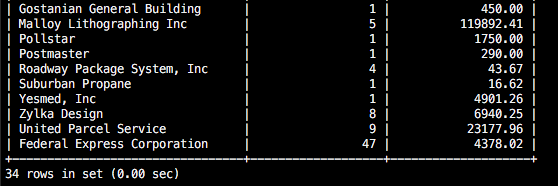 | Gostanian General Building | 1 | 450.00 |
| Malloy Lithographing Inc | 5 | 119892.41 |
| Pollstar | 1 | 1750.00 |
| Postmaster | 1 | 290.00 |
| Roadway Package System, Inc | 4 | 43.67 |
| Suburban Propane | 1 | 16.62 |
| Yesmed, Inc | 1 | 4901.26 |
| Zylka Design | 8 | 6940.25 |
| United Parcel Service | 9 | 23177.96 |
| Federal Express Corporation | 47 | 4378.02 |
+-------------------------------+------------------+-------------------+
34 rows in set (0.00 sec)